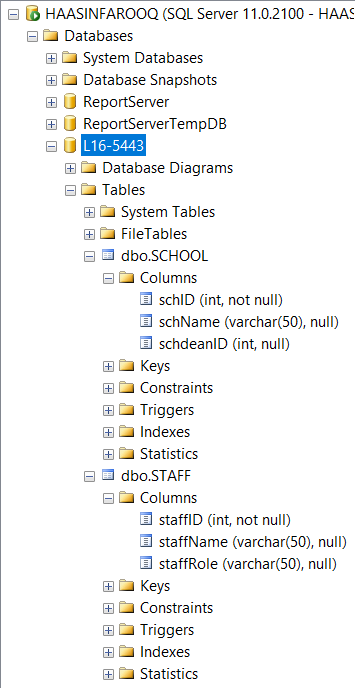 HAASINFAROOQ (SQL Server 11.0.2100 - HAAS
Databases
System Databases
Database Snapshots
ReportServer
ReportServerTempDB
L16-5443
Database Diagrams
Tables
System Tables
FileTables
dbo.SCHOOL
Columns
schID (int, not null)
schName (varchar(50), null)
schdeanID (int, null)
Keys
Constraints
Triggers
Indexes
Statistics
dbo.STAFF
Columns
staffID (int, not null)
staffName (varchar(50), null)
staffRole (varchar(50), null)
Keys
Constraints
Triggers
Indexes
Statistics